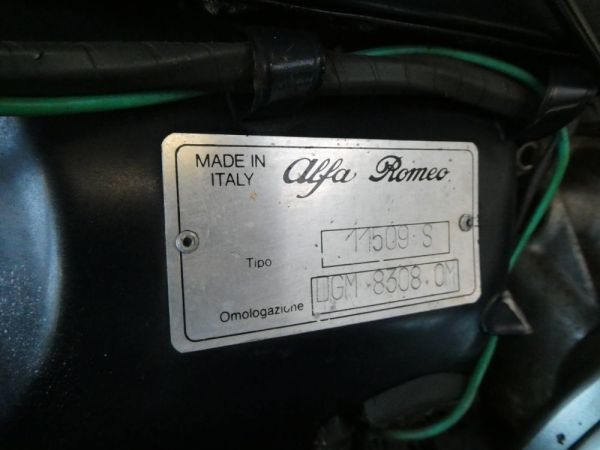 MADE IN
ITALY
Alfa Romeo
Tipo 11509·S
Omologazione DGM·8308·OM